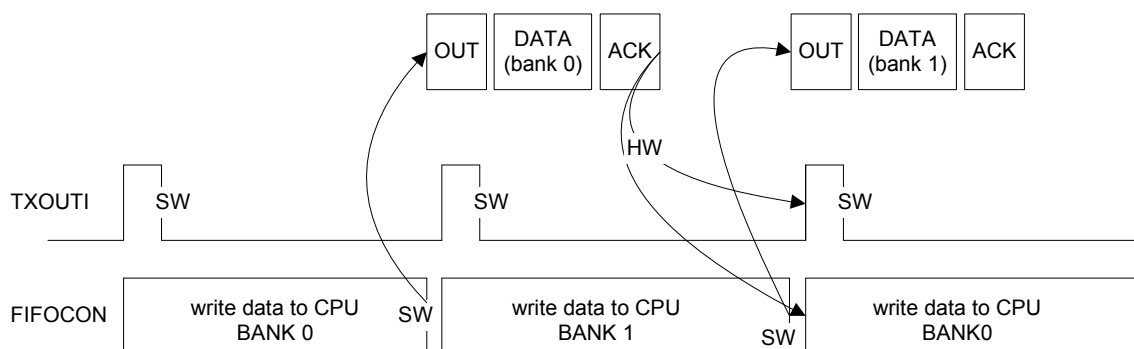 OUT
DATA
(bank 0)
ACK
OUT
DATA
(bank 1)
ACK
HW
TXOUTI
SW
SW
SW
FIFOCON
write data to CPU
BANK 0
SW
write data to CPU
BANK 1
SW
write data to CPU
BANK0